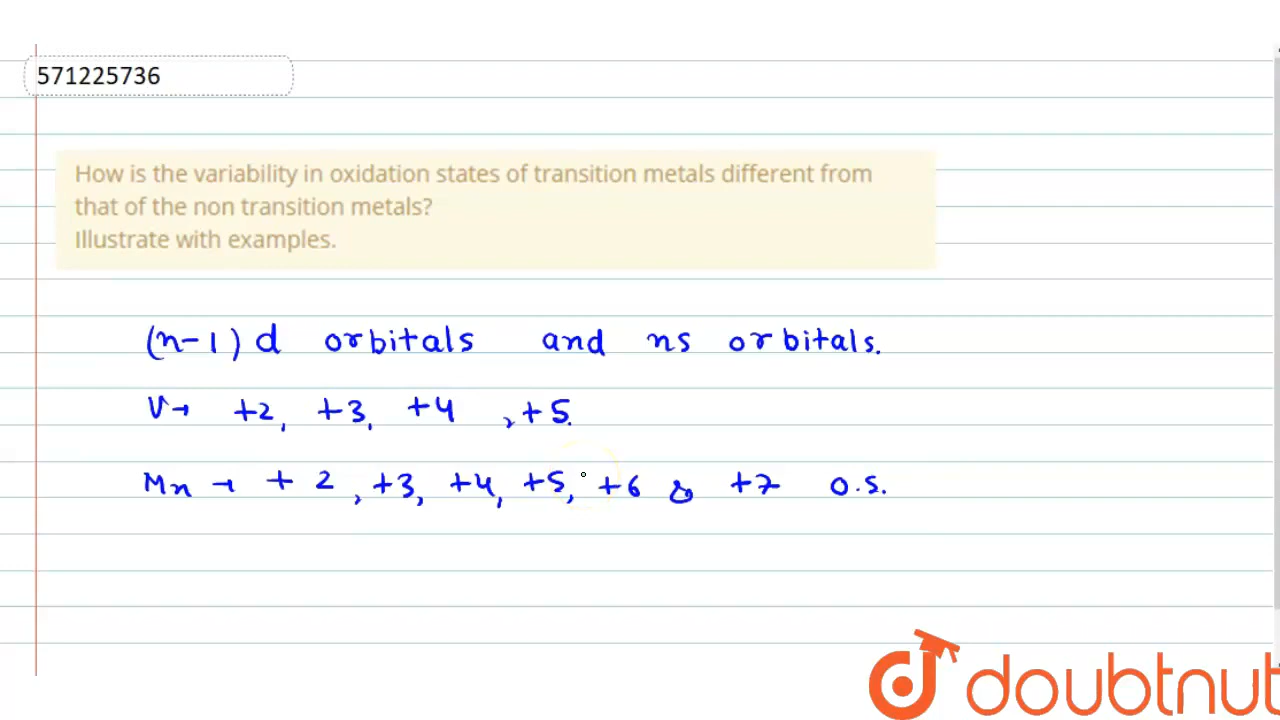 571225736
How is the variability in oxidation states of transition metals different from
that of the non transition metals?
Illustrate with examples.
(n-1) d orbitals and ns orbitals.
V → +2, +3, +4, +5.
Mn → +2, +3, +4, +5, +6 & +7 O.S.
doubtnut